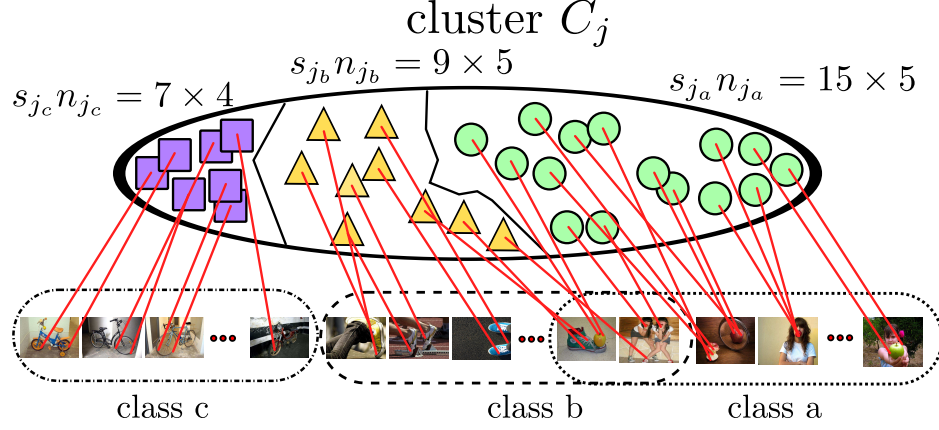 cluster C_j
s_{j_b} n_{j_b} = 9 × 5
s_{j_c} n_{j_c} = 7 × 4
s_{j_a} n_{j_a} = 15 × 5
class c
class b
class a